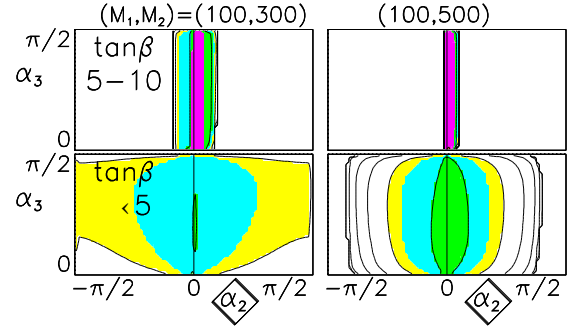 (M₁,M₂)=(100,300) (100,500)
π/2
tanβ
α₃ 5−10
0
π/2
tanβ
α₃ <5
0
−π/2 0 α₂ π/2 −π/2 0 α₂ π/2